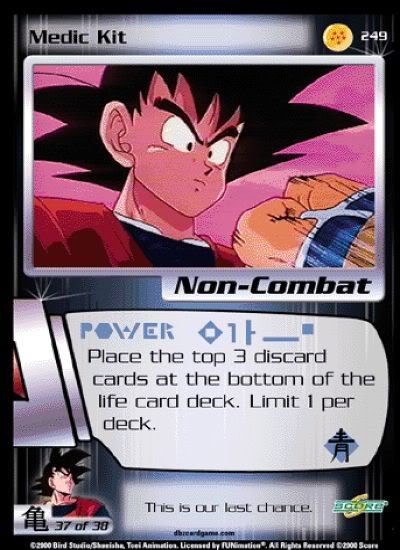 Medic Kit
249
Non-Combat
POWER
Place the top 3 discard
cards at the bottom of the
life card deck. Limit 1 per
deck.
青
亀 37 of 38
This is our last chance.
SCORE
dbzcardgame.com
©2000 Bird Studio/Shueisha, Toei Animation. Licensed by FUNimation®. All Rights Reserved ©2000 Score